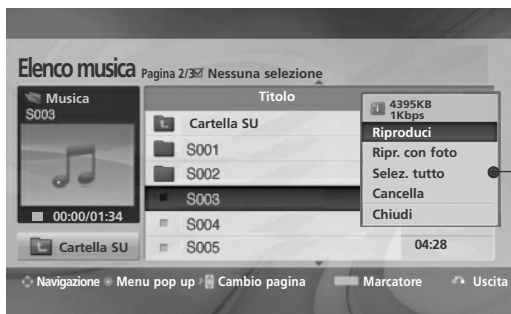 Elenco musica Pagina 2/3 Nessuna selezione
Musica
S003
00:00/01:34
Cartella SU
Titolo
Cartella SU
S001
S002
S003
S004
S005
04:28
4395KB
1Kbps
Riproduci
Ripr. con foto
Selez. tutto
Cancella
Chiudi
Navigazione Menu pop up Cambio pagina Marcatore Uscita